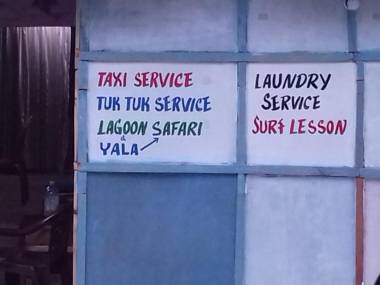 TAXI SERVICE
TUK TUK SERVICE
LAGOON SAFARI
& YALA
LAUNDRY
SERVICE
SURF LESSON